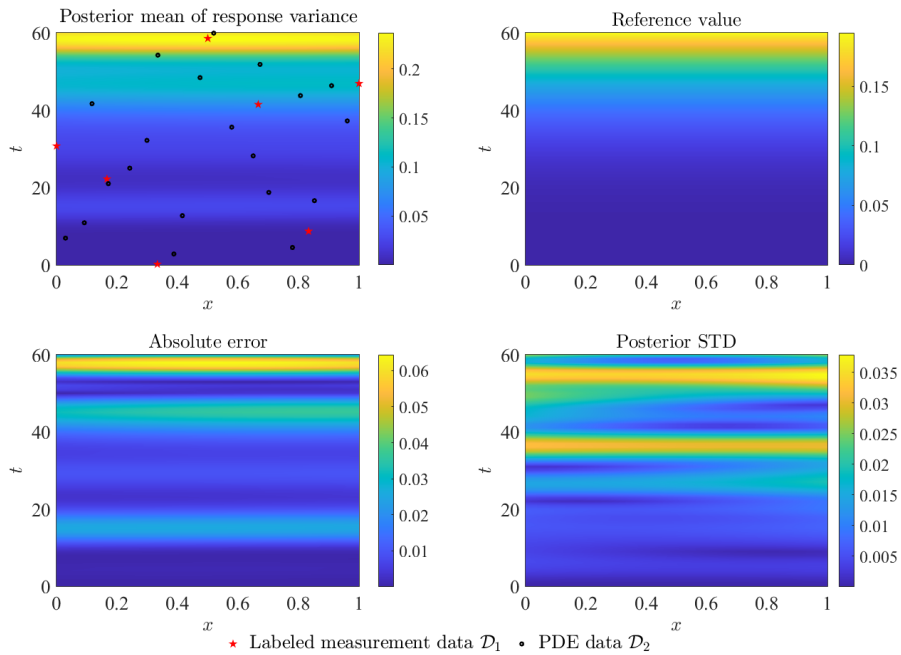 Posterior mean of response variance
60
40
20
0
t
0 0.2 0.4 0.6 0.8 1
x
0.2
0.15
0.1
0.05
Reference value
60
40
20
0
t
0 0.2 0.4 0.6 0.8 1
x
0.15
0.1
0.05
0
Absolute error
60
40
20
0
t
0 0.2 0.4 0.6 0.8 1
x
0.06
0.05
0.04
0.03
0.02
0.01
Posterior STD
60
40
20
0
t
0 0.2 0.4 0.6 0.8 1
x
0.035
0.03
0.025
0.02
0.015
0.01
0.005
Labeled measurement data 𝒟₁ PDE data 𝒟₂